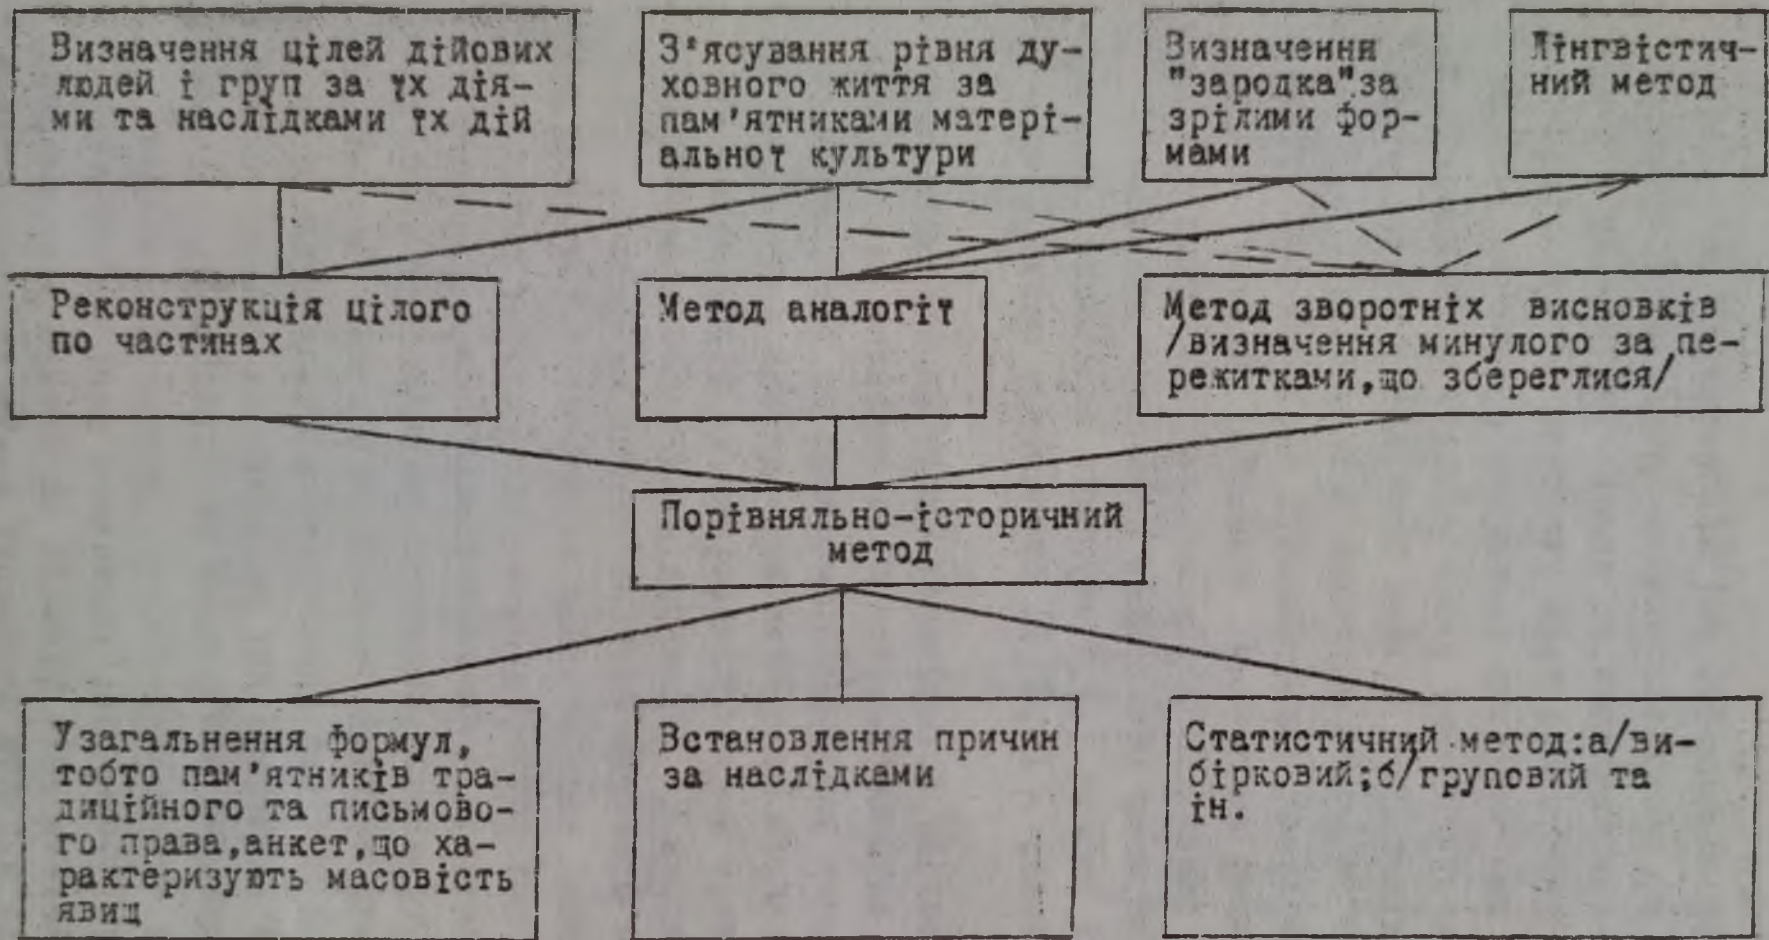 Визначення цілей дійових
людей і груп за їх дія-
ми та наслідками їх дій
З'ясування рівня ду-
ховного життя за
пам'ятниками матері-
альної культури
Визначення
"зародка" за
зрілими фор-
мами
Лінгвістич-
ний метод
Реконструкція цілого
по частинах
Метод аналогії
Метод зворотніх висновків
/визначення минулого за пе-
режитками,що збереглися/
Порівняльно-історичний
метод
Узагальнення формул,
тобто пам'ятників тра-
диційного та письмово-
го права,анкет,що ха-
рактеризують масовість
явищ
Встановлення причин
за наслідками
Статистичний метод:а/ви-
бірковий;б/груповий та
ін.